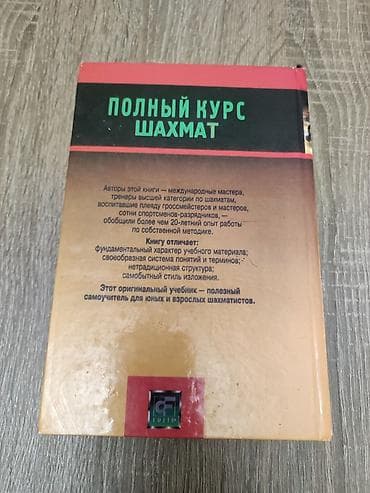 ПОЛНЫЙ КУРС
ШАХМАТ
Авторы этой книги — международные мастера,
тренеры высшей категории по шахматам,
воспитавшие плеяду гроссмейстеров и мастеров,
сотни спортсменов-разрядников, —
обобщили более чем 20-летний опыт работы
по собственной методике.
Книгу отличает:
фундаментальный характер учебного материала;
своеобразная система понятий и терминов;
нетрадиционная структура;
самобытный стиль изложения.
Этот оригинальный учебник — полезный
самоучитель для юных и взрослых шахматистов.